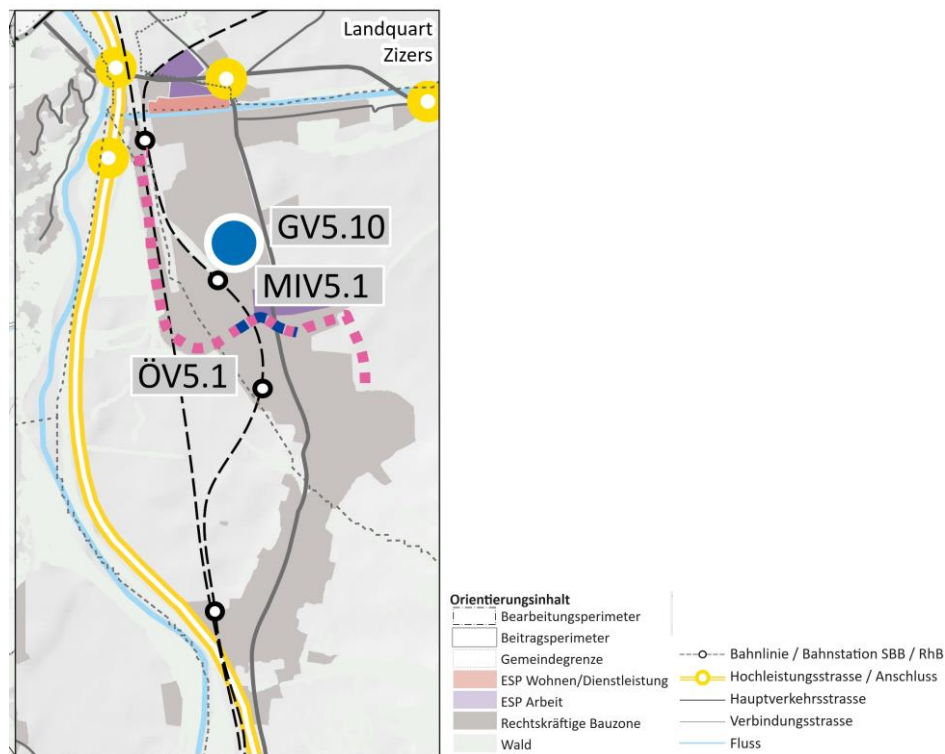 Landquart
Zizers
GV5.10
MIV5.1
ÖV5.1
Orientierungsinhalt
Bearbeitungsperimeter
Beitragsperimeter
Gemeindegrenze
ESP Wohnen/Dienstleistung
ESP Arbeit
Rechtskräftige Bauzone
Wald
Bahnlinie / Bahnstation SBB / RhB
Hochleistungsstrasse / Anschluss
Hauptverkehrsstrasse
Verbindungsstrasse
Fluss